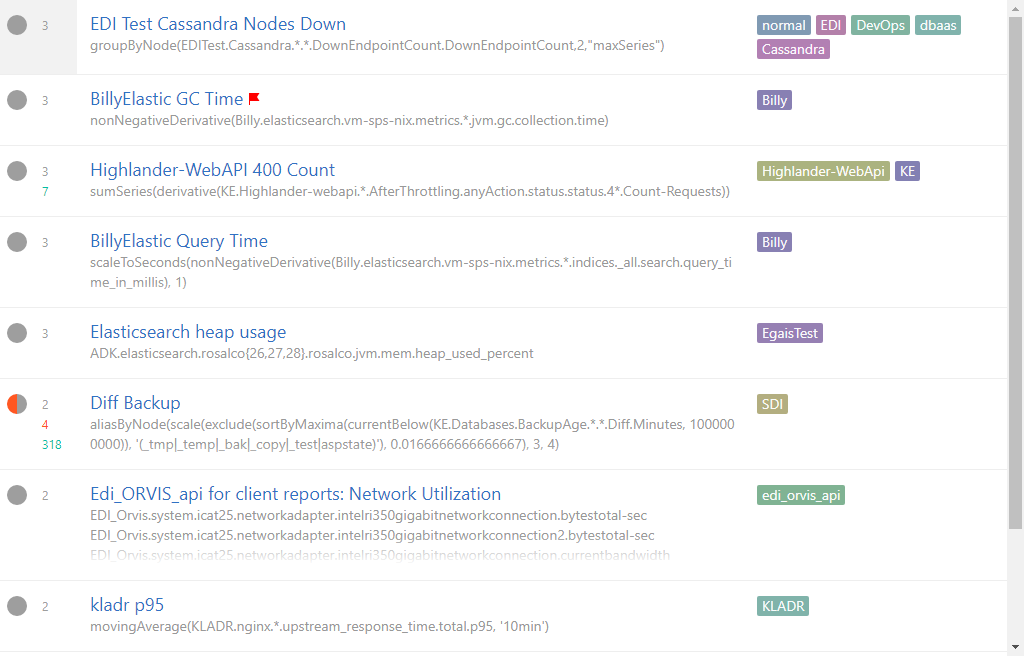 3 EDI Test Cassandra Nodes Down normal EDI DevOps dbaas
groupByNode(EDITest.Cassandra.*.*.DownEndpointCount.DownEndpointCount,2,"maxSeries") Cassandra
3 BillyElastic GC Time Billy
nonNegativeDerivative(Billy.elasticsearch.vm-sps-nix.metrics.*.jvm.gc.collection.time)
3 Highlander-WebAPI 400 Count Highlander-WebApi KE
7 sumSeries(derivative(KE.Highlander-webapi.*.AfterThrottling.anyAction.status.status.4*.Count-Requests))
3 BillyElastic Query Time Billy
scaleToSeconds(nonNegativeDerivative(Billy.elasticsearch.vm-sps-nix.metrics.*.indices._all.search.query_ti
me_in_millis), 1)
3 Elasticsearch heap usage EgaisTest
ADK.elasticsearch.rosalco{26,27,28}.rosalco.jvm.mem.heap_used_percent
2 Diff Backup SDI
4 aliasByNode(scale(exclude(sortByMaxima(currentBelow(KE.Databases.BackupAge.*.*.Diff.Minutes, 100000
318 0000)), '(_tmp|_temp|_bak|_copy|_test|aspstate)'), 0.0166666666666667), 3, 4)
2 Edi_ORVIS_api for client reports: Network Utilization edi_orvis_api
EDI_Orvis.system.icat25.networkadapter.intelri350gigabitnetworkconnection.bytestotal-sec
EDI_Orvis.system.icat25.networkadapter.intelri350gigabitnetworkconnection2.bytestotal-sec
EDI_Orvis.system.icat25.networkadapter.intelri350gigabitnetworkconnection.currentbandwidth
2 kladr p95 KLADR
movingAverage(KLADR.nginx.*.upstream_response_time.total.p95, '10min')